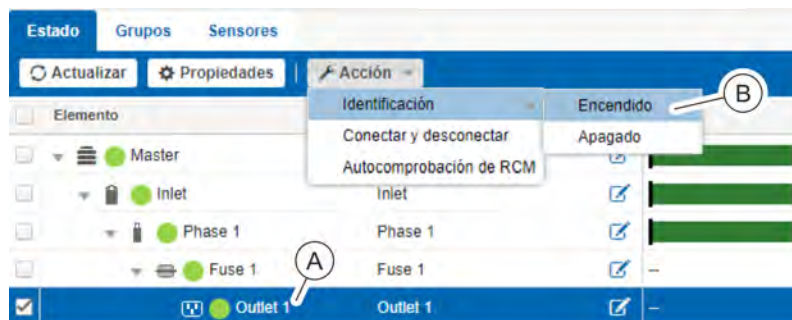 Estado Grupos Sensores
Actualizar Propiedades Acción
Identificación Encendido B
Elemento
Conectar y desconectar Apagado
Master
Autocomprobación de RCM
Inlet Inlet
Phase 1 Phase 1
Fuse 1 A Fuse 1 –
Outlet 1 Outlet 1 –